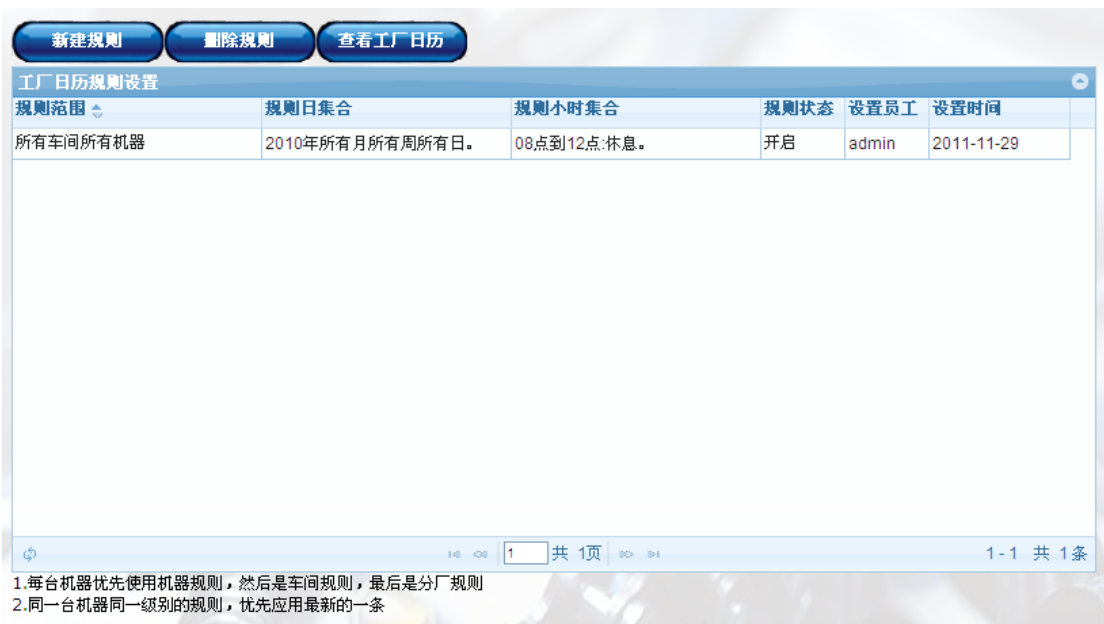 新建规则 删除规则 查看工厂日历
工厂日历规则设置
规则范围 规则日集合 规则小时集合 规则状态 设置员工 设置时间
所有车间所有机器 2010年所有月所有周所有日。 08点到12点:休息。 开启 admin 2011-11-29
1 共 1页 1-1 共 1条
1.每台机器优先使用机器规则，然后是车间规则，最后是分厂规则
2.同一台机器同一级别的规则，优先应用最新的一条